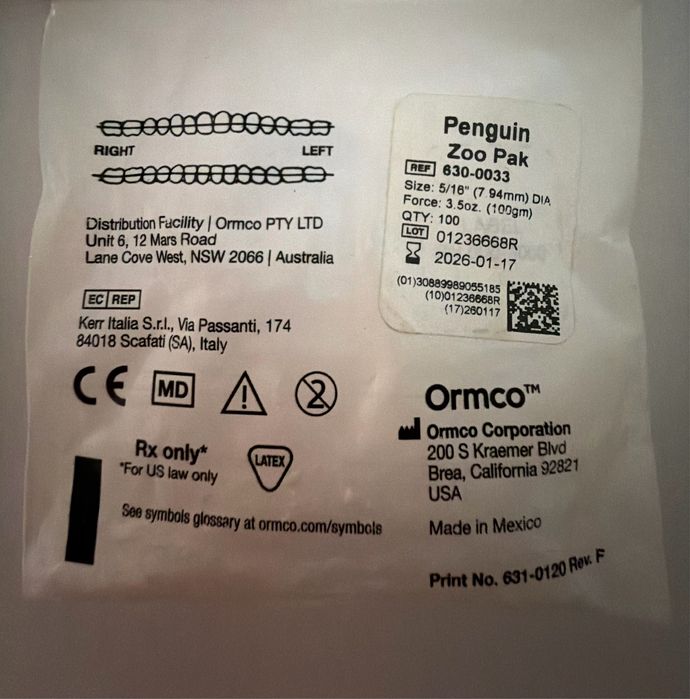 RIGHT LEFT
Distribution Facility | Ormco PTY LTD
Unit 6, 12 Mars Road
Lane Cove West, NSW 2066 | Australia
EC REP
Kerr Italia S.r.l., Via Passanti, 174
84018 Scafati (SA), Italy
CE MD 2
Rx only*
*For US law only
LATEX
See symbols glossary at ormco.com/symbols
Penguin
Zoo Pak
REF 630-0033
Size: 5/16" (7.94mm) DIA
Force: 3.5oz. (100gm)
QTY: 100
LOT 01236668R
2026-01-17
(01)30889989055185
(10)01236668R
(17)260117
Ormco™
Ormco Corporation
200 S Kraemer Blvd
Brea, California 92821
USA
Made in Mexico
Print No. 631-0120 Rev. F